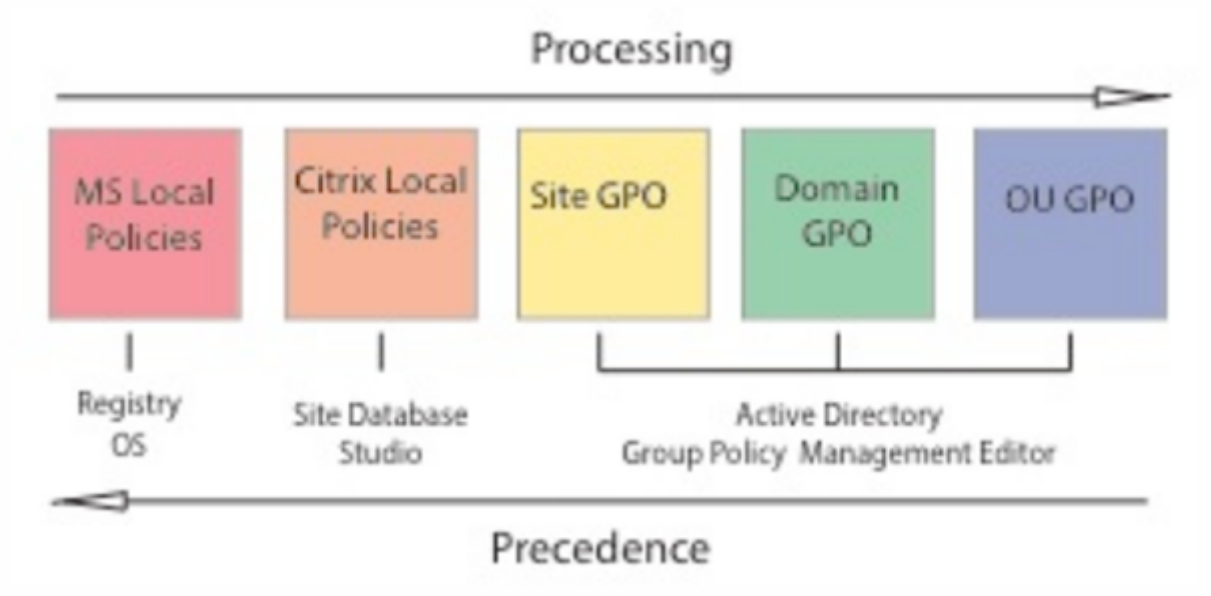 Processing
MS Local
Policies
Citrix Local
Policies
Site GPO
Domain
GPO
OU GPO
Registry
OS
Site Database
Studio
Active Directory
Group Policy Management Editor
Precedence